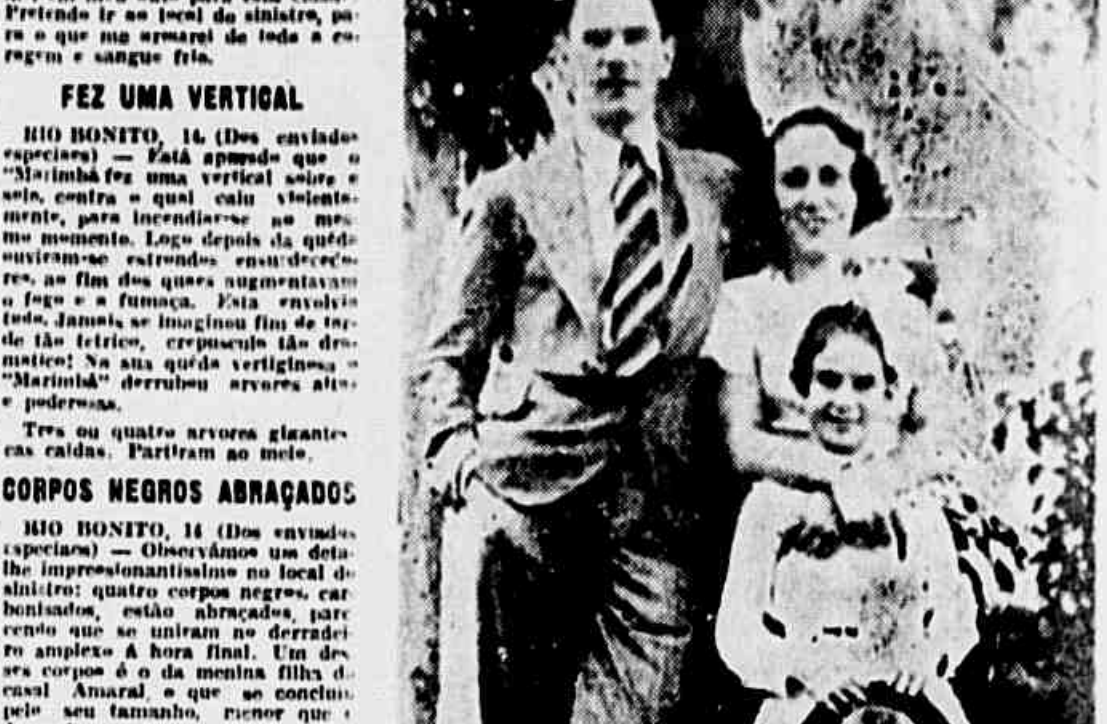 Pretendo ir ao local do sinistro, pa-
ra o que me armarei de toda a co-
ragem e sangue frio.
FEZ UMA VERTICAL
RIO BONITO, 14. (Dos enviados
especiaes) — Está apurado que o
"Marimbá fez uma vertical sobre o
solo, contra o qual caiu violenta-
mente, para incendiar-se no mes-
mo momento. Logo depois da quéda
ouviram-se estrondos ensurdecedo-
res, ao fim dos quaes augmentavam
o fogo e a fumaça. Esta envolvia
tudo. Jamais se imaginou fim de tar-
de tão tetrico, crepusculo tão dra-
matico! Na sua quéda vertiginosa o
"Marimbá" derrubou arvores altas
e poderosas.
Tres ou quatro arvores gigantes-
cas caidas. Partiram ao meio.
CORPOS NEGROS ABRAÇADOS
RIO BONITO, 14 (Dos enviados
especiaes) — Observámos um deta-
lhe impressionantissimo no local do
sinistro: quatro corpos negros, car-
bonisados, estão abraçados, pare
cendo que se uniram no derradei-
ro amplexo á hora final. Um des
ses corpos é o da menina filha d
casal Amaral, o que se conclui
pelo seu tamanho, menor que